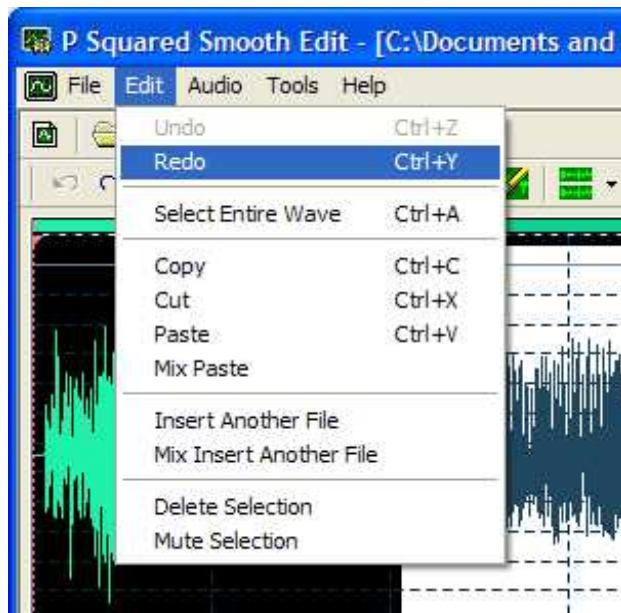 P Squared Smooth Edit - [C:\Documents and
File Edit Audio Tools Help
Undo Ctrl+Z
Redo Ctrl+Y
Select Entire Wave Ctrl+A
Copy Ctrl+C
Cut Ctrl+X
Paste Ctrl+V
Mix Paste
Insert Another File
Mix Insert Another File
Delete Selection
Mute Selection